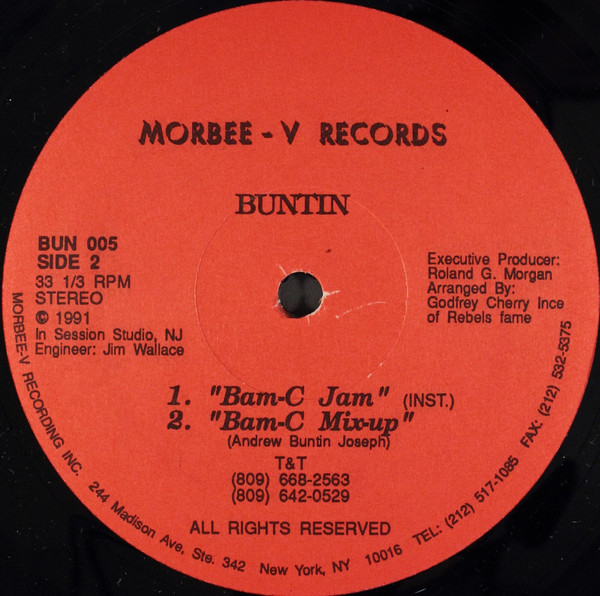 MORBEE - V RECORDS
BUNTIN
BUN 005
SIDE 2
33 1/3 RPM
STEREO
© 1991
In Session Studio, NJ
Engineer: Jim Wallace
Executive Producer:
Roland G. Morgan
Arranged By:
Godfrey Cherry Ince
of Rebels fame
1. "Bam-C Jam" (INST.)
2. "Bam-C Mix-up"
(Andrew Buntin Joseph)
T&T
(809) 668-2563
(809) 642-0529
ALL RIGHTS RESERVED
MORBEE-V RECORDING INC. 244 Madison Ave, Ste. 342 New York, NY 10016 TEL: (212) 517-1085 FAX: (212) 532-5375